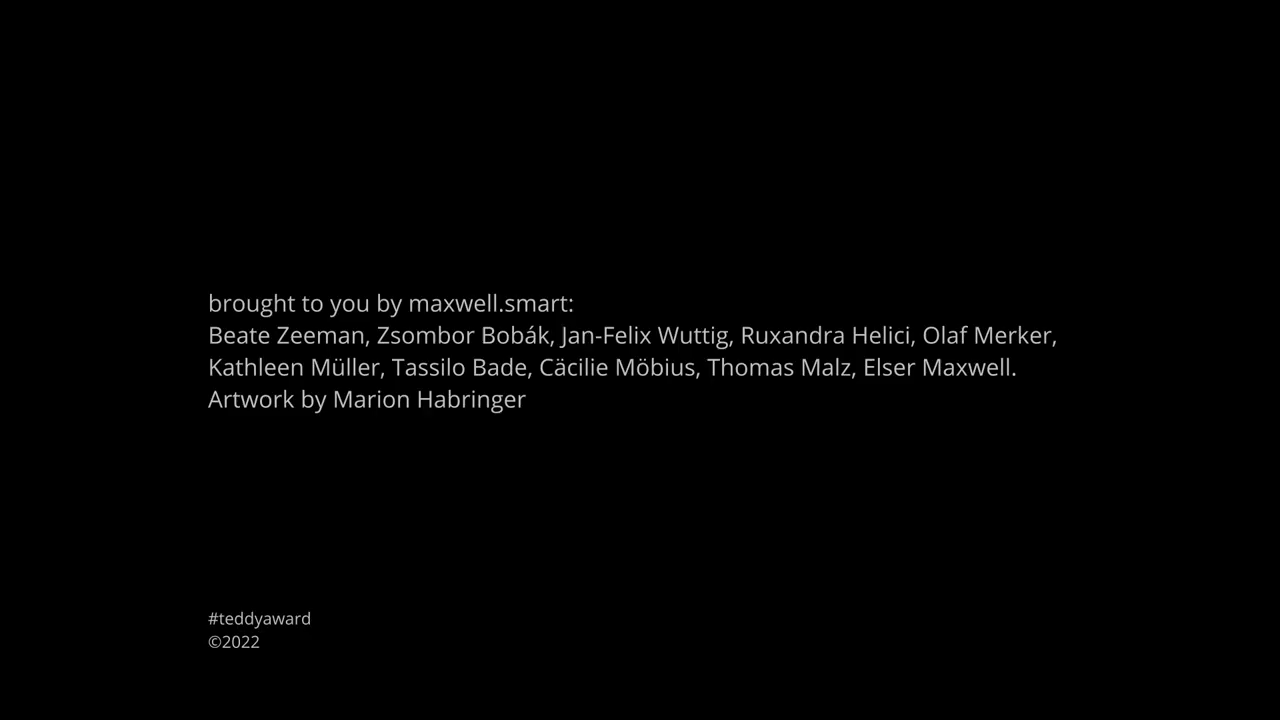 brought to you by maxwell.smart:
Beate Zeeman, Zsombor Bobák, Jan-Felix Wuttig, Ruxandra Helici, Olaf Merker,
Kathleen Müller, Tassilo Bade, Cäcilie Möbius, Thomas Malz, Elser Maxwell.
Artwork by Marion Habringer
#teddyaward
©2022